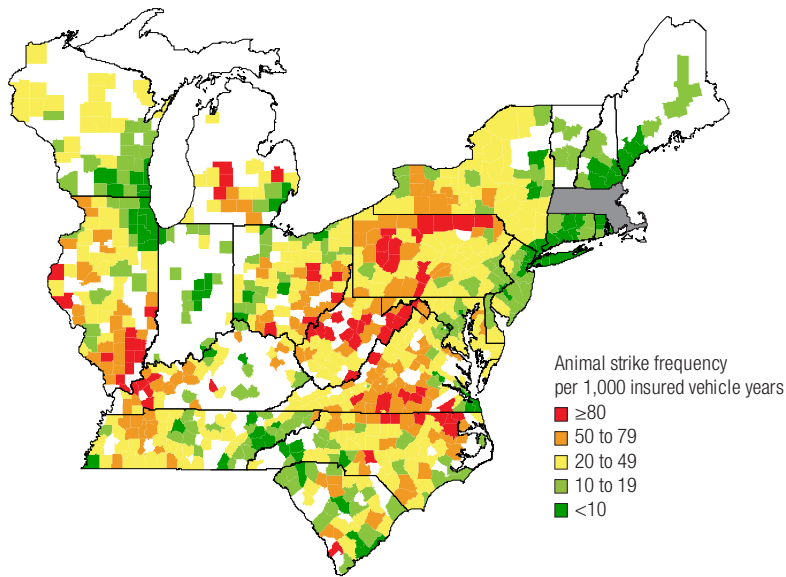 Animal strike frequency
per 1,000 insured vehicle years
≥80
50 to 79
20 to 49
10 to 19
<10